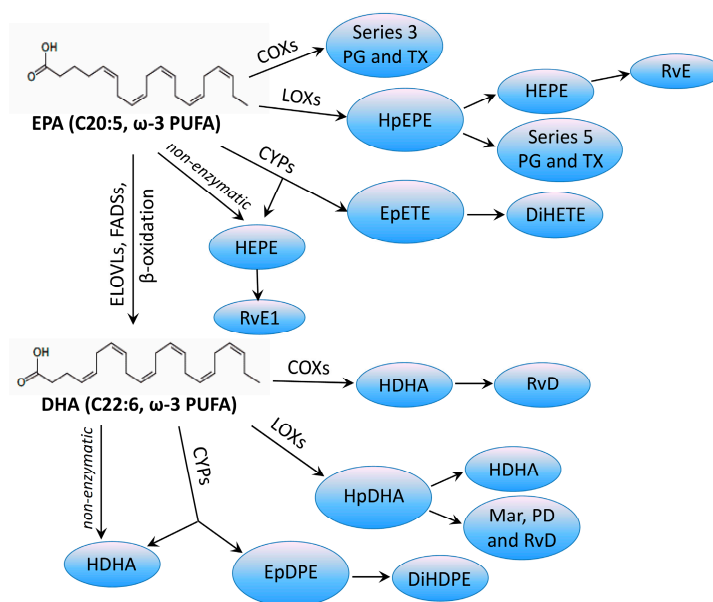 OH
O
EPA (C20:5, ω-3 PUFA)
COXs
Series 3
PG and TX
LOXs
HpEPE
HEPE
RvE
Series 5
PG and TX
CYPs
non-enzymatic
EpETE
DiHETE
HEPE
RvE1
ELOVLs, FADSs,
β-oxidation
OH
O
DHA (C22:6, ω-3 PUFA)
COXs
HDHA
RvD
LOXs
HpDHA
HDHA
Mar, PD
and RvD
non-enzymatic
CYPs
HDHA
EpDPE
DiHDPE